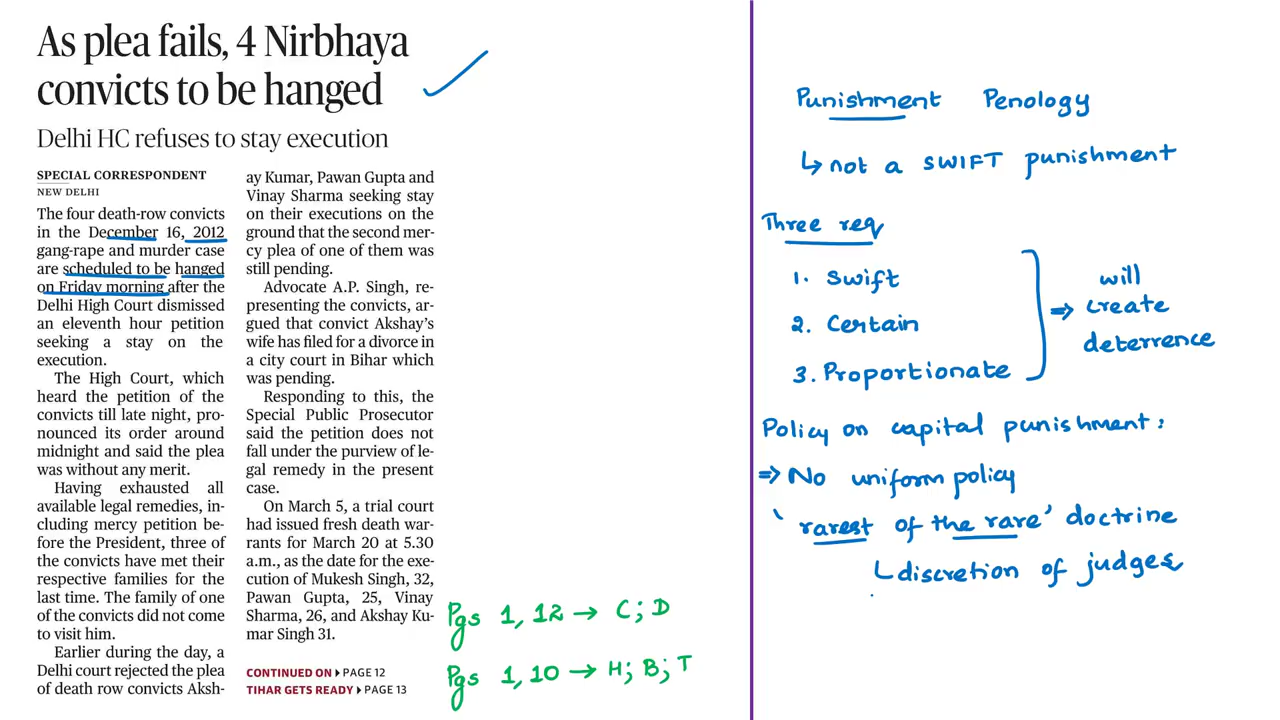 As plea fails, 4 Nirbhaya
convicts to be hanged
Delhi HC refuses to stay execution
SPECIAL CORRESPONDENT
NEW DELHI
The four death-row convicts
in the December 16, 2012
gang-rape and murder case
are scheduled to be hanged
on Friday morning after the
Delhi High Court dismissed
an eleventh hour petition
seeking a stay on the
execution.
The High Court, which
heard the petition of the
convicts till late night, pro-
nounced its order around
midnight and said the plea
was without any merit.
Having exhausted all
available legal remedies, in-
cluding mercy petition be-
fore the President, three of
the convicts have met their
respective families for the
last time. The family of one
of the convicts did not come
to visit him.
Earlier during the day, a
Delhi court rejected the plea
of death row convicts Aksh-
ay Kumar, Pawan Gupta and
Vinay Sharma seeking stay
on their executions on the
ground that the second mer-
cy plea of one of them was
still pending.
Advocate A.P. Singh, re-
presenting the convicts, ar-
gued that convict Akshay's
wife has filed for a divorce in
a city court in Bihar which
was pending.
Responding to this, the
Special Public Prosecutor
said the petition does not
fall under the purview of le-
gal remedy in the present
case.
On March 5, a trial court
had issued fresh death war-
rants for March 20 at 5.30
a.m., as the date for the exe-
cution of Mukesh Singh, 32,
Pawan Gupta, 25, Vinay
Sharma, 26, and Akshay Ku-
mar Singh 31.
CONTINUED ON PAGE 12
TIHAR GETS READY PAGE 13
Pgs 1, 12 → C; D
Pgs 1, 10 → H; B; T
Punishment Penology
↳ not a SWIFT punishment
Three req
1. Swift
2. Certain
3. Proportionate
⇒ will
create
deterrence
Policy on capital punishment:
⇒ No uniform policy
'rarest of the rare' doctrine
↳ discretion of judges